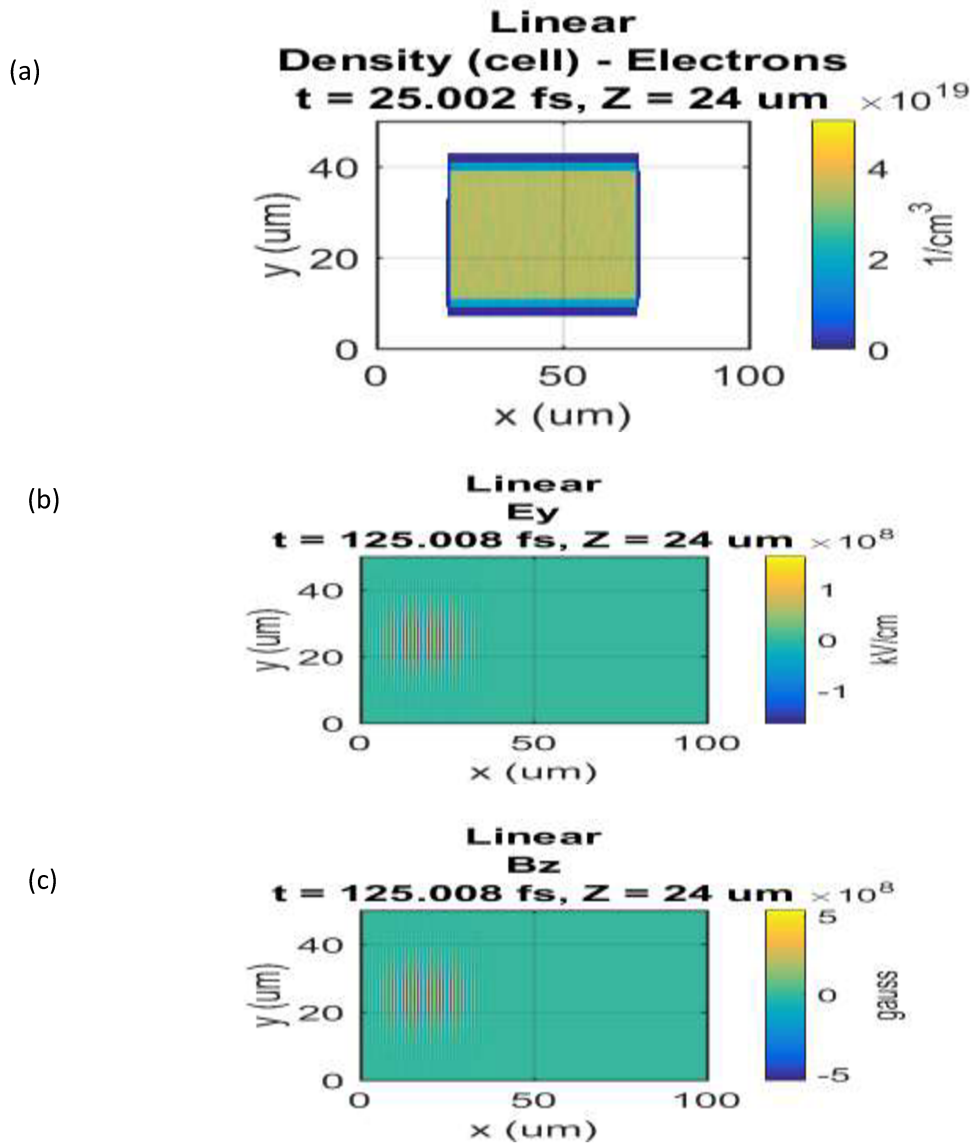 (a)
Linear
Density (cell) - Electrons
t = 25.002 fs, Z = 24 um
×10^19
40
20
0
y (um)
0 50 100
x (um)
4
2
0
1/cm^3
(b)
Linear
Ey
t = 125.008 fs, Z = 24 um
×10^8
40
20
0
y (um)
0 50 100
x (um)
1
0
-1
kV/cm
(c)
Linear
Bz
t = 125.008 fs, Z = 24 um
×10^8
40
20
0
y (um)
0 50 100
x (um)
5
0
-5
gauss